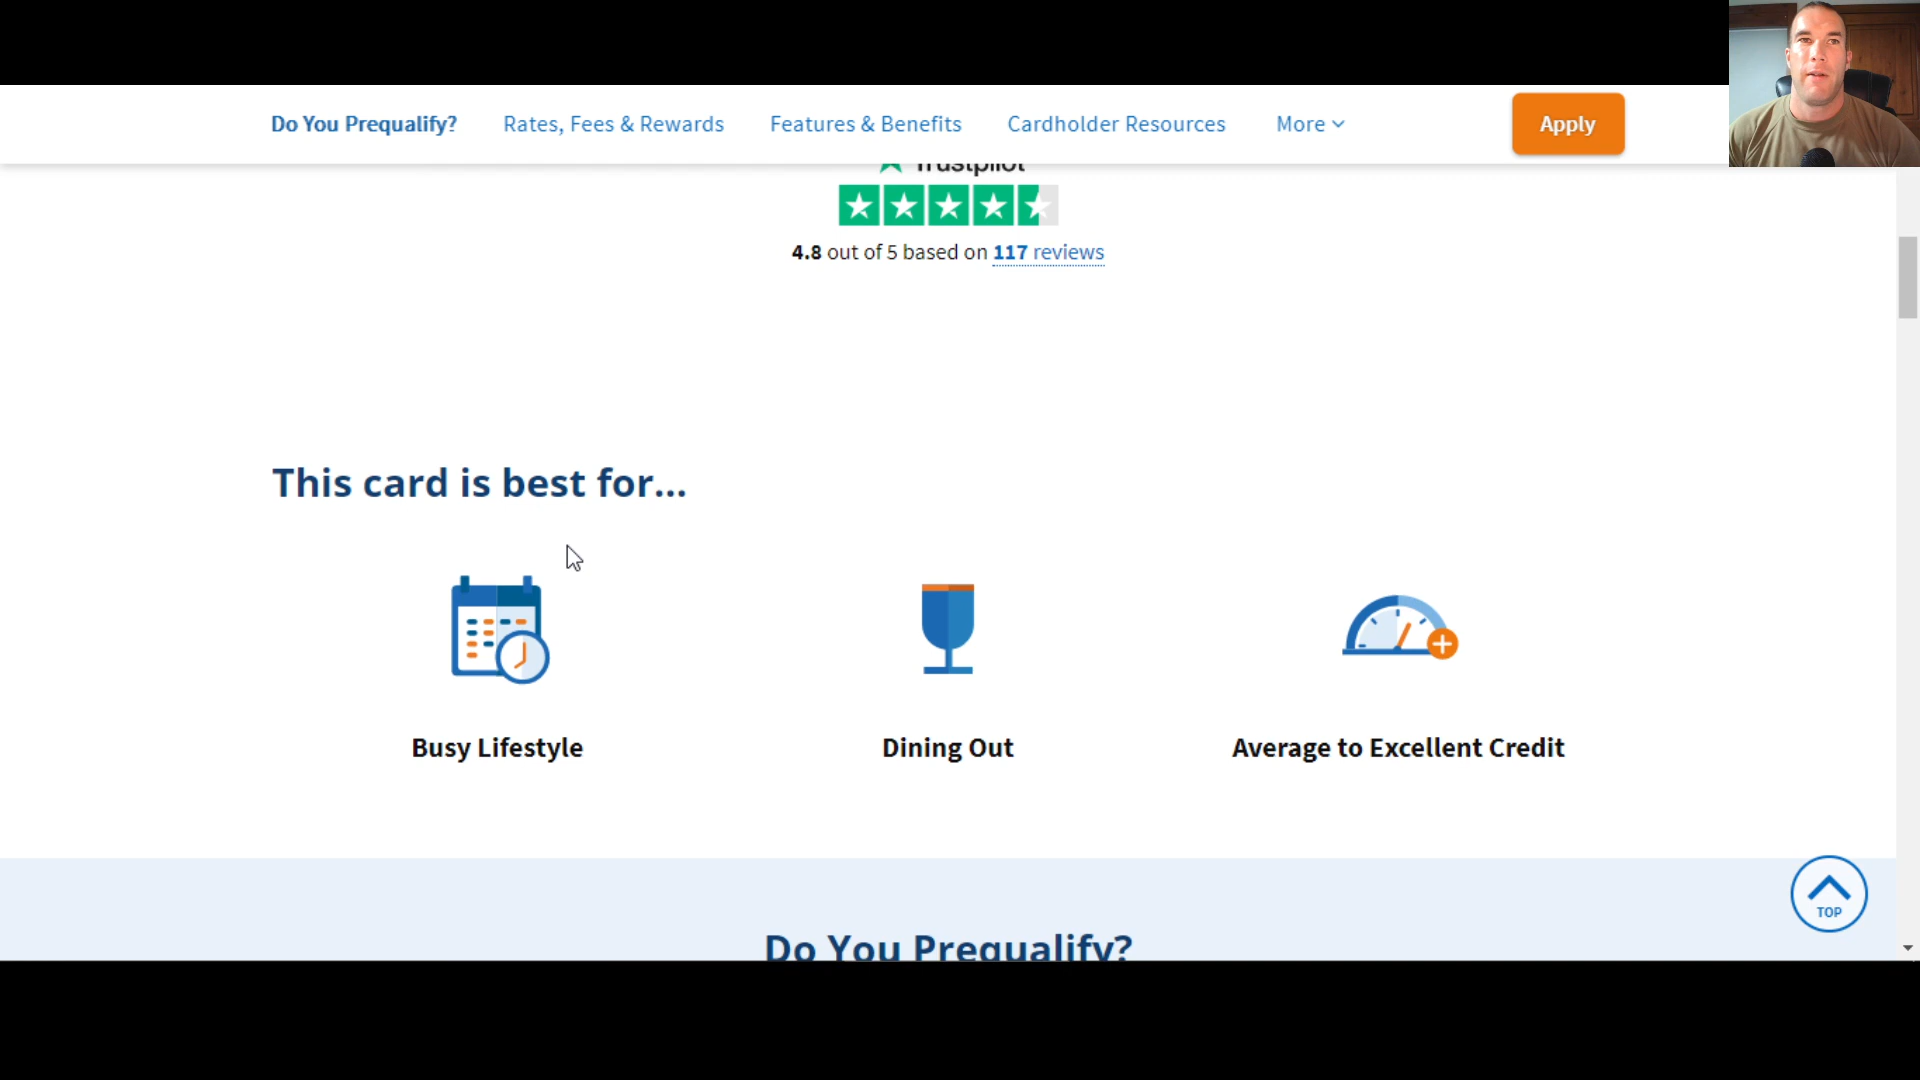 Do You Prequalify? Rates, Fees & Rewards Features & Benefits Cardholder Resources More Apply
Trustpilot
4.8 out of 5 based on 117 reviews
This card is best for...
Busy Lifestyle Dining Out Average to Excellent Credit
TOP
Do You Prequalify?